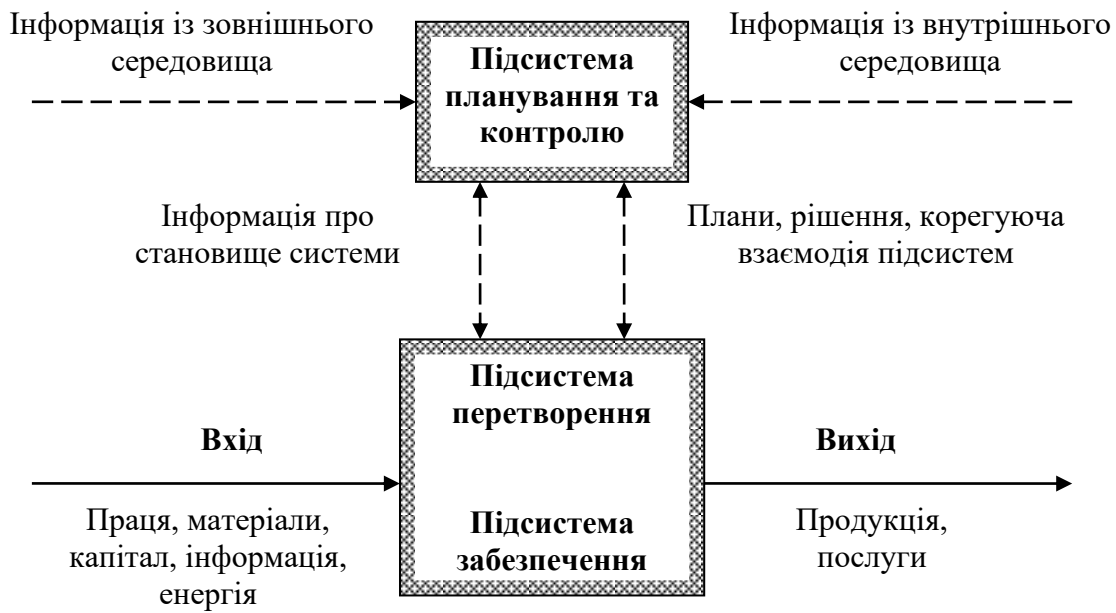 Інформація із зовнішнього
середовища
Підсистема
планування та
контролю
Інформація із внутрішнього
середовища
Інформація про
становище системи
Плани, рішення, корегуюча
взаємодія підсистем
Вхід
Праця, матеріали,
капітал, інформація,
енергія
Підсистема
перетворення
Підсистема
забезпечення
Вихід
Продукція,
послуги